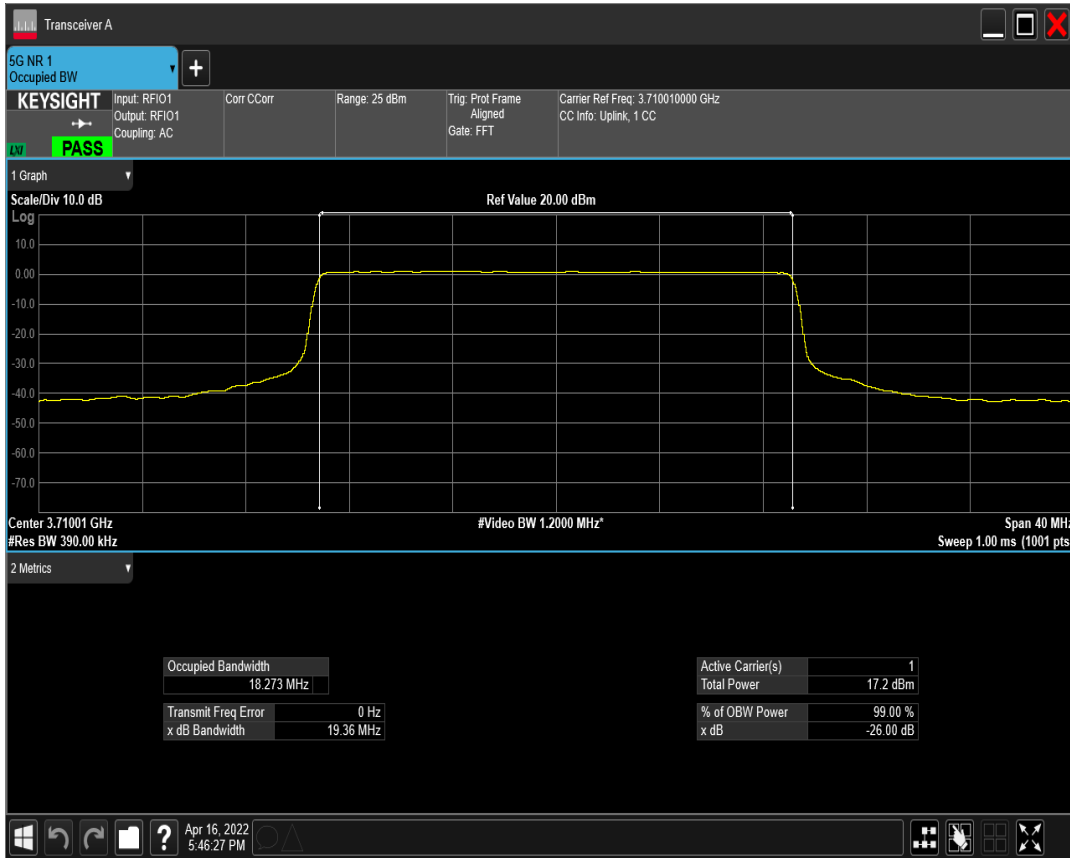 Transceiver A
5G NR 1
Occupied BW
+
KEYSIGHT
LXI
PASS
Input: RFIO1
Output: RFIO1
Coupling: AC
Corr CCorr
Range: 25 dBm
Trig: Prot Frame
Aligned
Gate: FFT
Carrier Ref Freq: 3.710010000 GHz
CC Info: Uplink, 1 CC
1 Graph
Scale/Div 10.0 dB
Ref Value 20.00 dBm
Log
10.0
0.00
-10.0
-20.0
-30.0
-40.0
-50.0
-60.0
-70.0
Center 3.71001 GHz
#Video BW 1.2000 MHz*
Span 40 MHz
#Res BW 390.00 kHz
Sweep 1.00 ms (1001 pts
2 Metrics
Occupied Bandwidth
18.273 MHz
Transmit Freq Error 0 Hz
x dB Bandwidth 19.36 MHz
Active Carrier(s) 1
Total Power 17.2 dBm
% of OBW Power 99.00 %
x dB -26.00 dB
?
Apr 16, 2022
5:46:27 PM